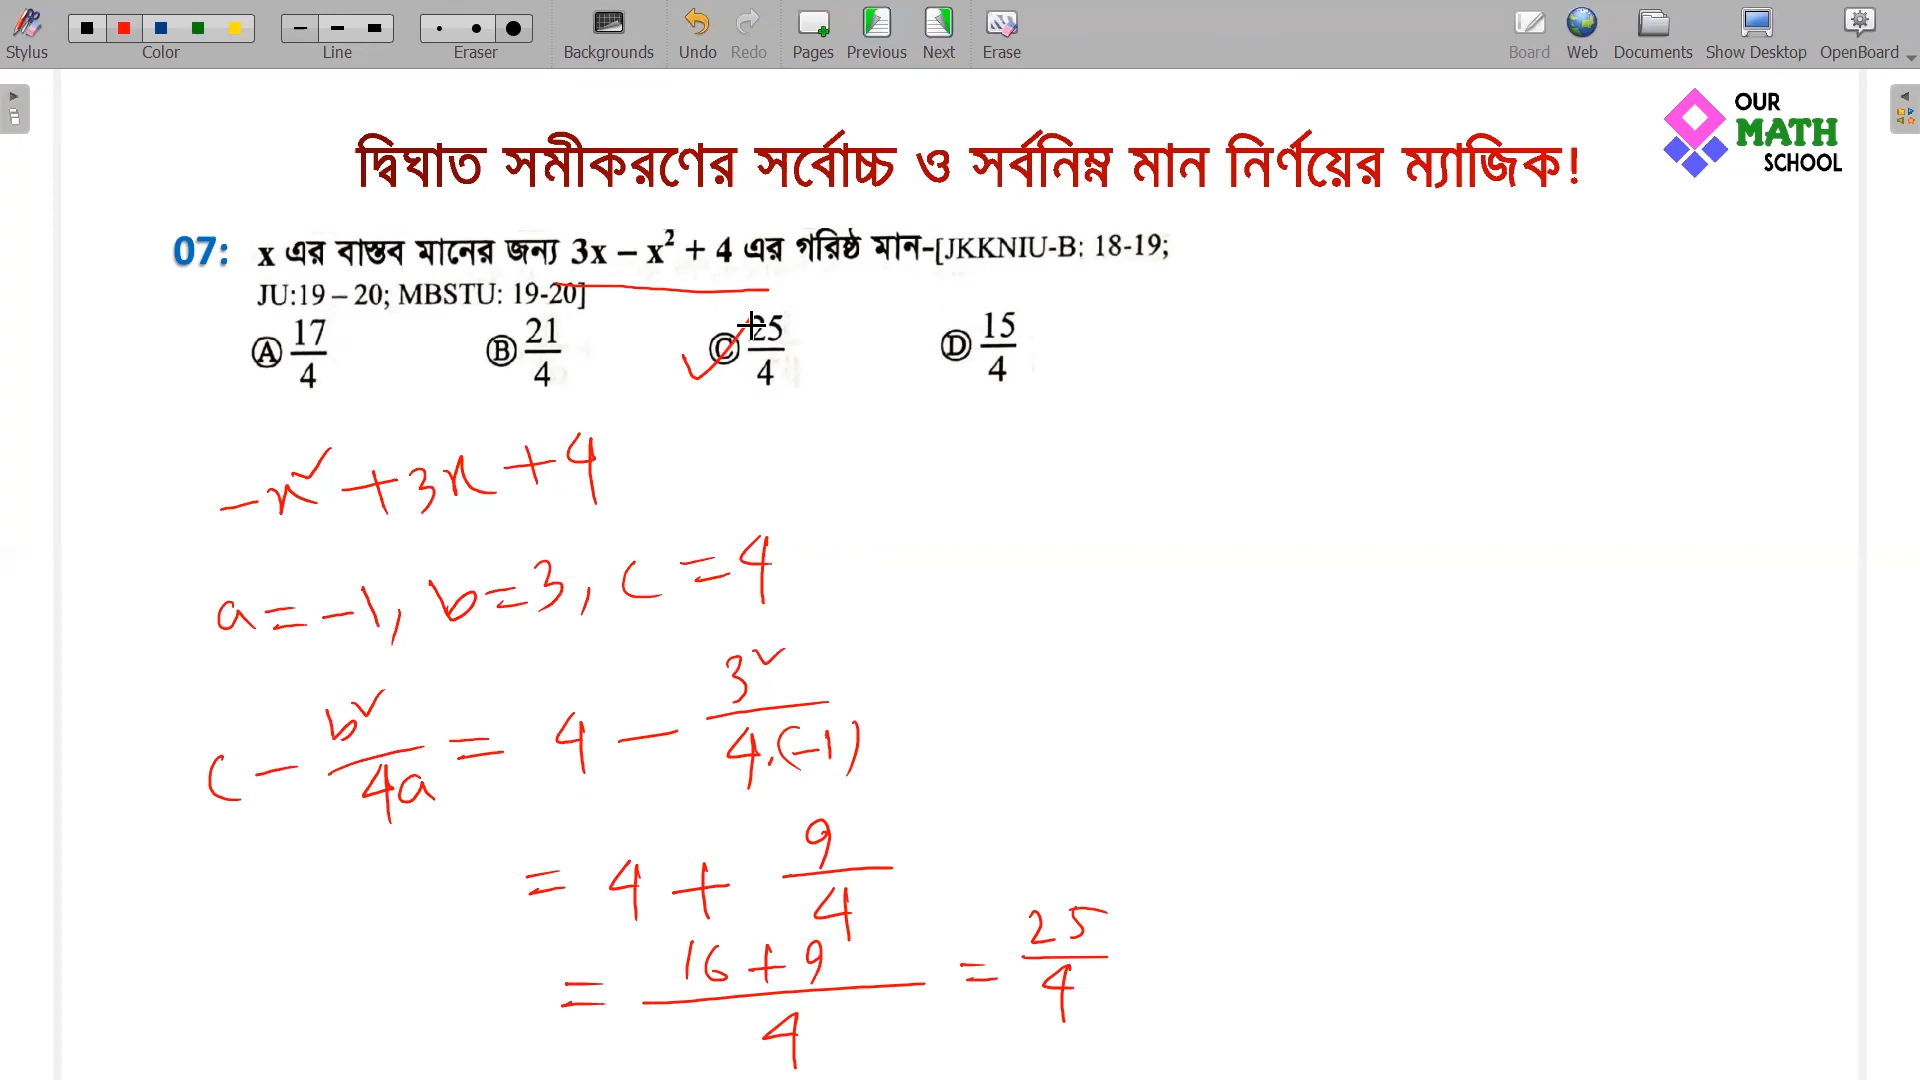 Stylus Color Line Eraser Backgrounds Undo Redo Pages Previous Next Erase Board Web Documents Show Desktop OpenBoard
OUR
MATH
SCHOOL
দ্বিঘাত সমীকরণের সর্বোচ্চ ও সর্বনিম্ন মান নির্ণয়ের ম্যাজিক!
07: x এর বাস্তব মানের জন্য 3x – x² + 4 এর গরিষ্ঠ মান-[JKKNIU-B: 18-19;
JU:19 – 20; MBSTU: 19-20]
Ⓐ 17/4 Ⓑ 21/4 Ⓒ 25/4 Ⓓ 15/4
-x² + 3x + 4
a = -1, b = 3, c = 4
c - b²/4a = 4 - 3²/4.(-1)
= 4 + 9/4
= 16 + 9/4 = 25/4